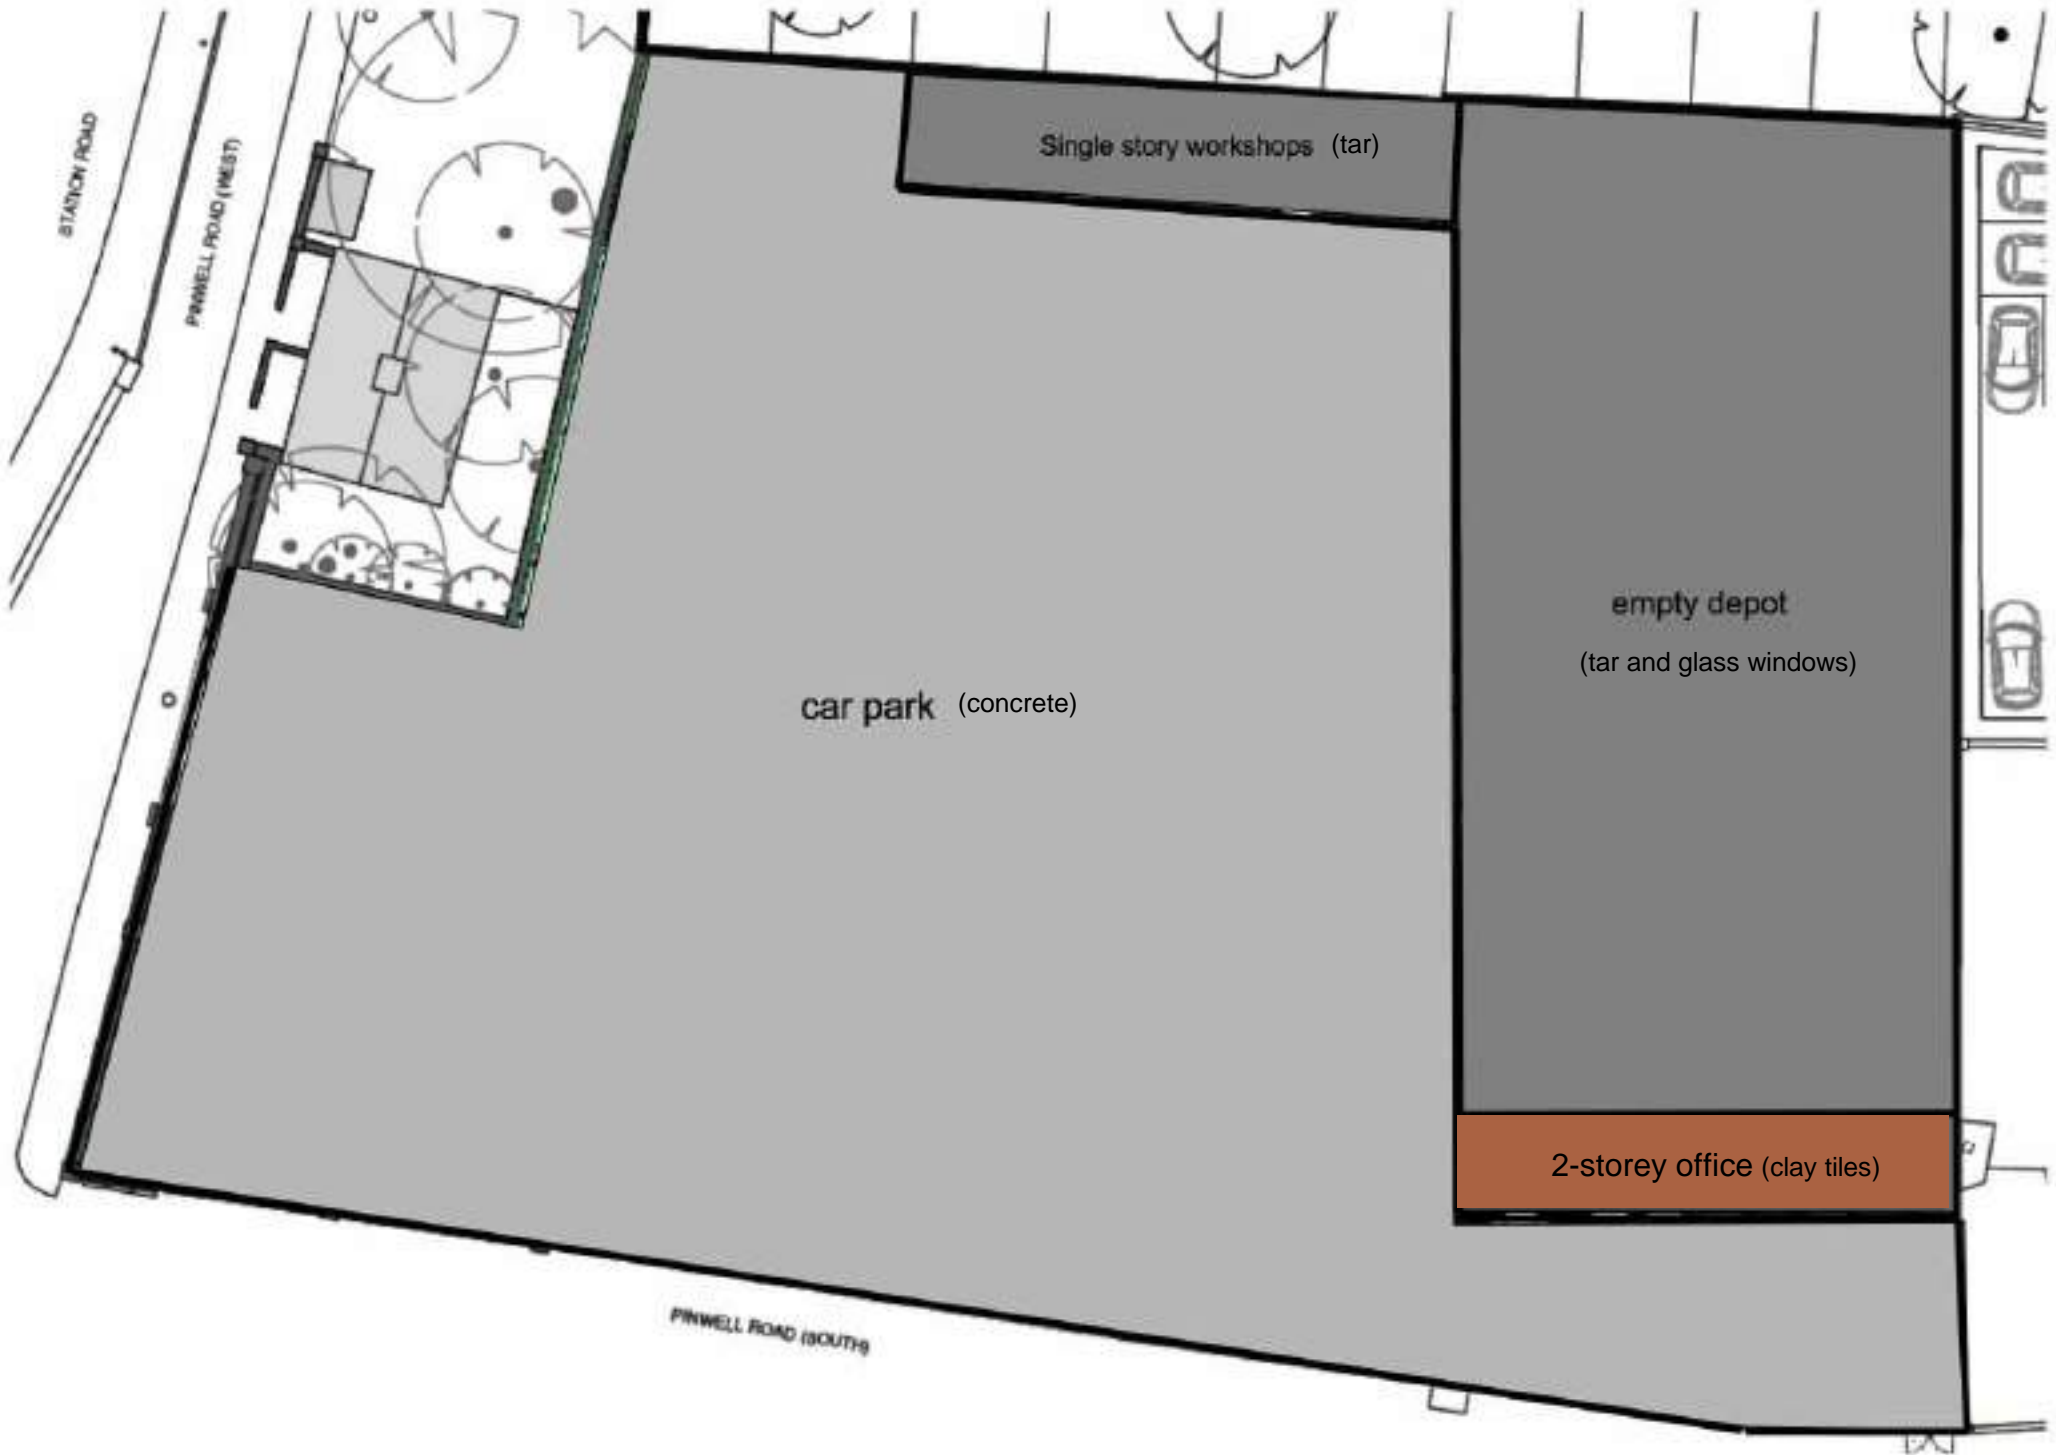 STATION ROAD
PINWELL ROAD (WEST)
Single story workshops (tar)
empty depot
(tar and glass windows)
car park (concrete)
2-storey office (clay tiles)
PINWELL ROAD (SOUTH)